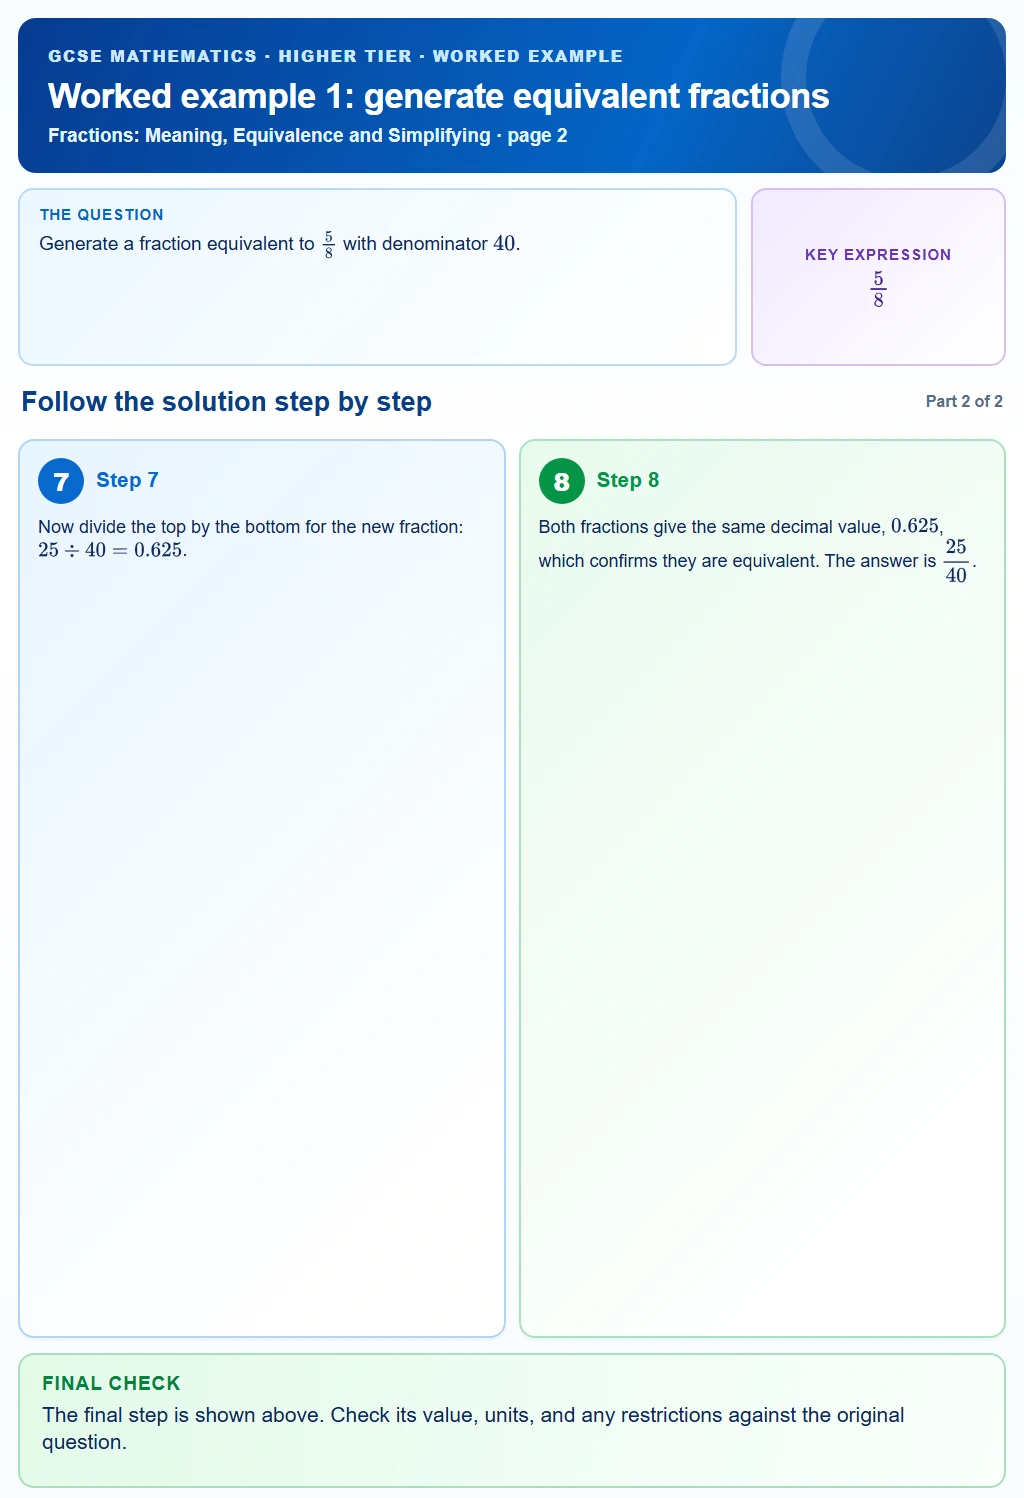 GCSE MATHEMATICS · HIGHER TIER · WORKED EXAMPLE
Worked example 1: generate equivalent fractions
Fractions: Meaning, Equivalence and Simplifying · page 2
THE QUESTION
Generate a fraction equivalent to 5/8 with denominator 40.
KEY EXPRESSION
5/8
Follow the solution step by step
Part 2 of 2
7 Step 7
Now divide the top by the bottom for the new fraction:
25 ÷ 40 = 0.625.
8 Step 8
Both fractions give the same decimal value, 0.625,
which confirms they are equivalent. The answer is 25/40.
FINAL CHECK
The final step is shown above. Check its value, units, and any restrictions against the original
question.